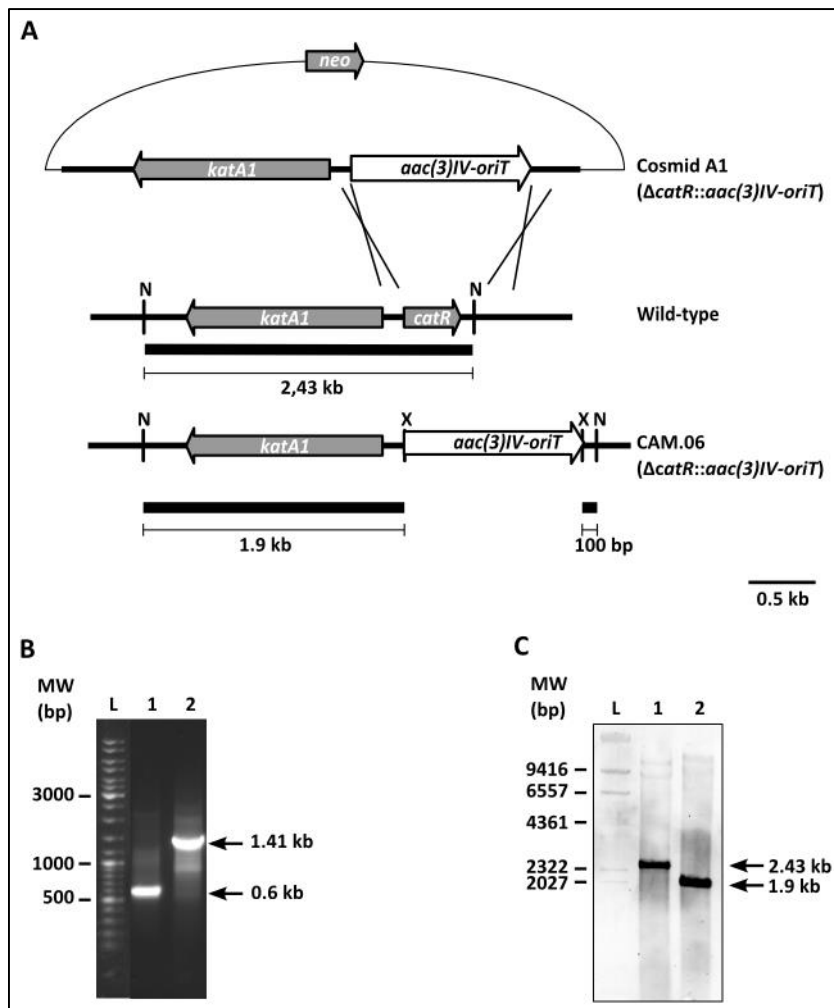 A
neo
katA1
aac(3)IV-oriT
Cosmid A1
(ΔcatR::aac(3)IV-oriT)
N
N
katA1
catR
Wild-type
2,43 kb
N
X
X N
katA1
aac(3)IV-oriT
CAM.06
(ΔcatR::aac(3)IV-oriT)
1.9 kb
100 bp
0.5 kb
B
MW
(bp)
L 1 2
3000
1000
500
1.41 kb
0.6 kb
C
MW
(bp)
L 1 2
9416
6557
4361
2322
2027
2.43 kb
1.9 kb